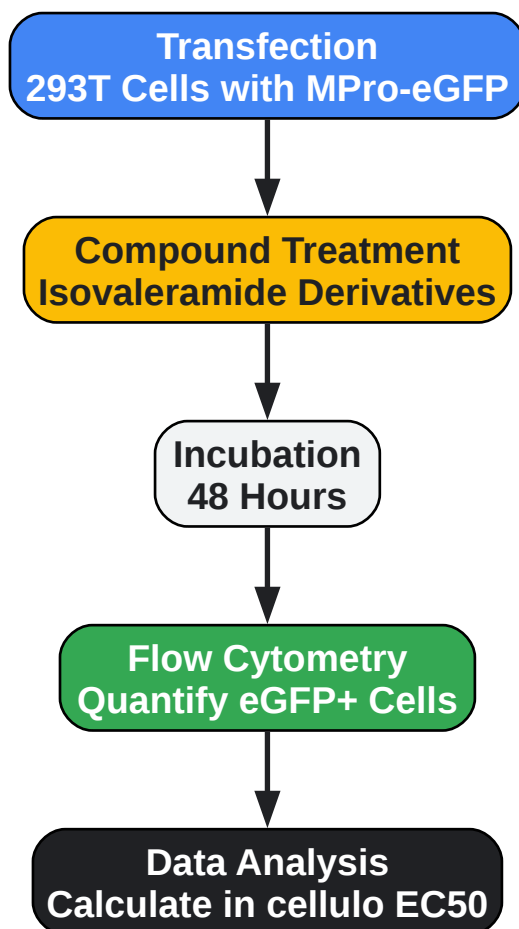 Transfection
293T Cells with MPro-eGFP
Compound Treatment
Isovaleramide Derivatives
Incubation
48 Hours
Flow Cytometry
Quantify eGFP+ Cells
Data Analysis
Calculate in cellulo EC50